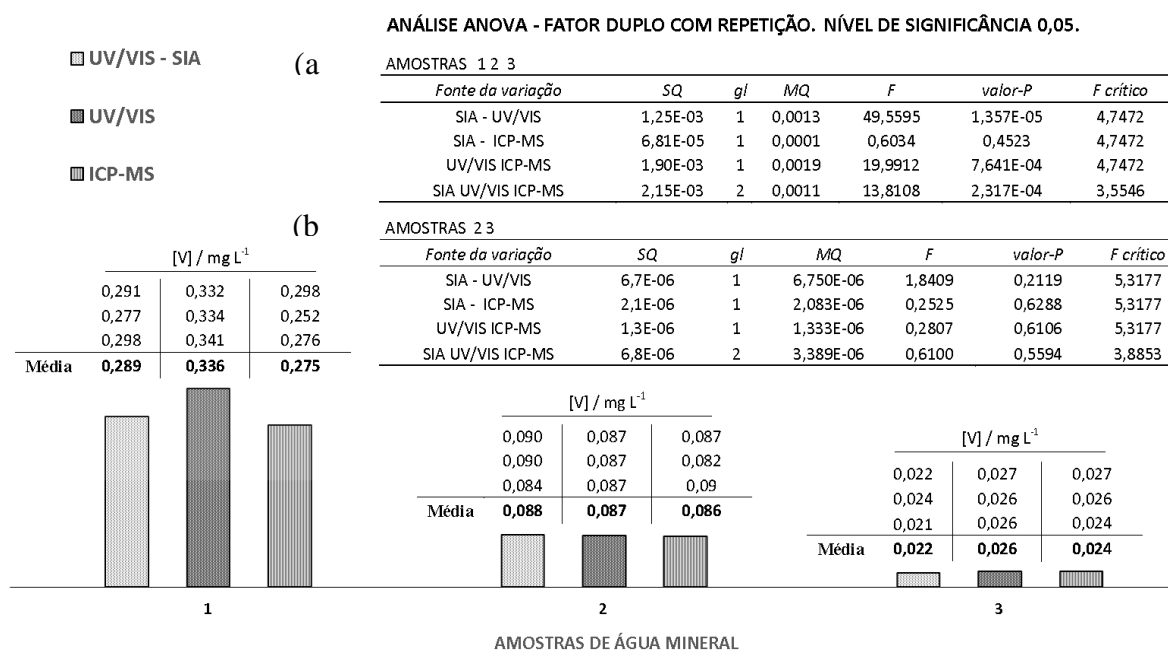 ANÁLISE ANOVA - FATOR DUPLO COM REPETIÇÃO. NÍVEL DE SIGNIFICÂNCIA 0,05.
UV/VIS - SIA
UV/VIS
ICP-MS
(a
AMOSTRAS 1 2 3
Fonte da variação SQ gl MQ F valor-P F crítico
SIA - UV/VIS 1,25E-03 1 0,0013 49,5595 1,357E-05 4,7472
SIA - ICP-MS 6,81E-05 1 0,0001 0,6034 0,4523 4,7472
UV/VIS ICP-MS 1,90E-03 1 0,0019 19,9912 7,641E-04 4,7472
SIA UV/VIS ICP-MS 2,15E-03 2 0,0011 13,8108 2,317E-04 3,5546
(b
AMOSTRAS 2 3
Fonte da variação SQ gl MQ F valor-P F crítico
SIA - UV/VIS 6,7E-06 1 6,750E-06 1,8409 0,2119 5,3177
SIA - ICP-MS 2,1E-06 1 2,083E-06 0,2525 0,6288 5,3177
UV/VIS ICP-MS 1,3E-06 1 1,333E-06 0,2807 0,6106 5,3177
SIA UV/VIS ICP-MS 6,8E-06 2 3,389E-06 0,6100 0,5594 3,8853
[V] / mg L-1
0,291 0,332 0,298
0,277 0,334 0,252
0,298 0,341 0,276
Média 0,289 0,336 0,275
[V] / mg L-1
0,090 0,087 0,087
0,090 0,087 0,082
0,084 0,087 0,09
Média 0,088 0,087 0,086
[V] / mg L-1
0,022 0,027 0,027
0,024 0,026 0,026
0,021 0,026 0,024
Média 0,022 0,026 0,024
1 2 3
AMOSTRAS DE ÁGUA MINERAL